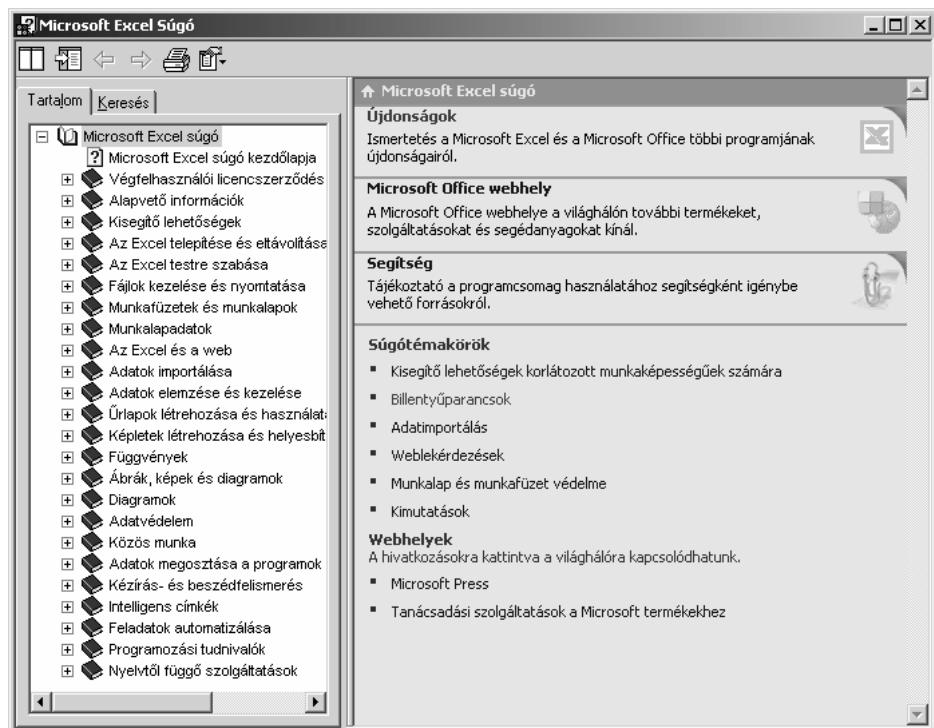 Microsoft Excel Súgó
Tartalom
Keresés
Microsoft Excel súgó
Microsoft Excel súgó kezdőlapja
Végfelhasználói licencszerződés
Alapvető információk
Kisegítő lehetőségek
Az Excel telepítése és eltávolítása
Az Excel testre szabása
Fájlok kezelése és nyomtatása
Munkafüzetek és munkalapok
Munkalapadatok
Az Excel és a web
Adatok importálása
Adatok elemzése és kezelése
Űrlapok létrehozása és használat
Képletek létrehozása és helyesbít
Függvények
Ábrák, képek és diagramok
Diagramok
Adatvédelem
Közös munka
Adatok megosztása a programok
Kézírás- és beszédfelismerés
Intelligens címkék
Feladatok automatizálása
Programozási tudnivalók
Nyelvtől függő szolgáltatások
Microsoft Excel súgó
Újdonságok
Ismertetés a Microsoft Excel és a Microsoft Office többi programjának
újdonságairól.
Microsoft Office webhely
A Microsoft Office webhelye a világhálón további termékeket,
szolgáltatásokat és segédanyagokat kínál.
Segítség
Tájékoztató a programcsomag használatához segítségként igénybe
vehető forrásokról.
Súgótémakörök
Kisegítő lehetőségek korlátozott munkaképességűek számára
Billentyűparancsok
Adatimportálás
Weblekérdezések
Munkalap és munkafüzet védelme
Kimutatások
Webhelyek
A hivatkozásokra kattintva a világhálóra kapcsolódhatunk.
Microsoft Press
Tanácsadási szolgáltatások a Microsoft termékekhez